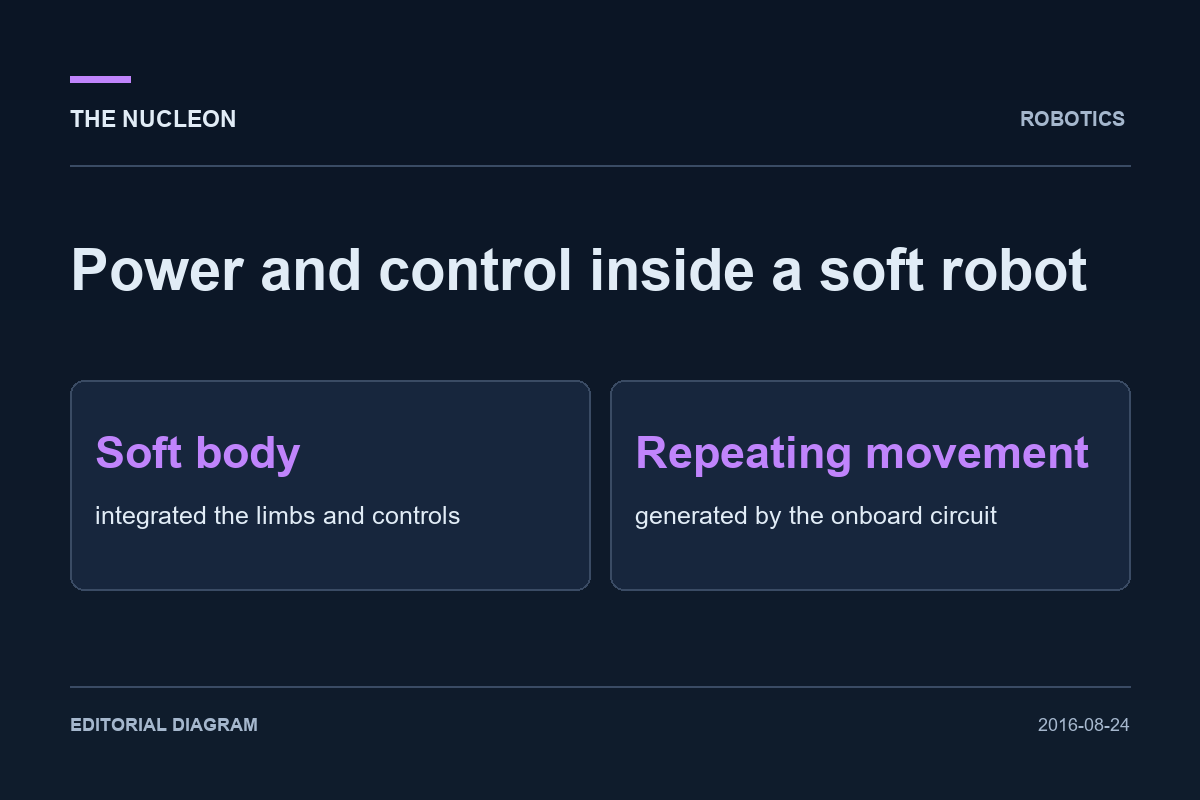 THE NUCLEON
ROBOTICS
Power and control inside a soft robot
Soft body
integrated the limbs and controls
Repeating movement
generated by the onboard circuit
EDITORIAL DIAGRAM
2016-08-24